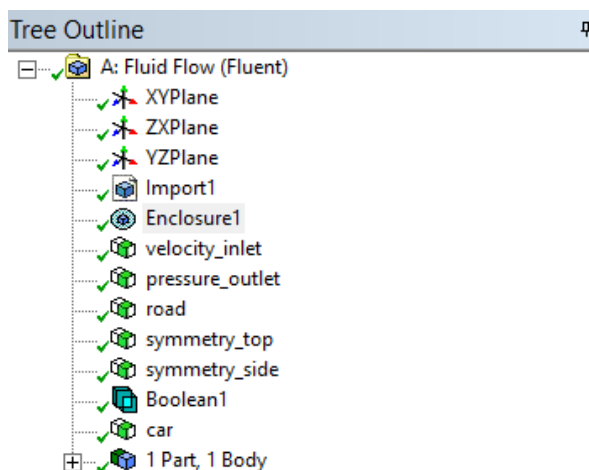 Tree Outline
A: Fluid Flow (Fluent)
XYPlane
ZXPlane
YZPlane
Import1
Enclosure1
velocity_inlet
pressure_outlet
road
symmetry_top
symmetry_side
Boolean1
car
1 Part, 1 Body